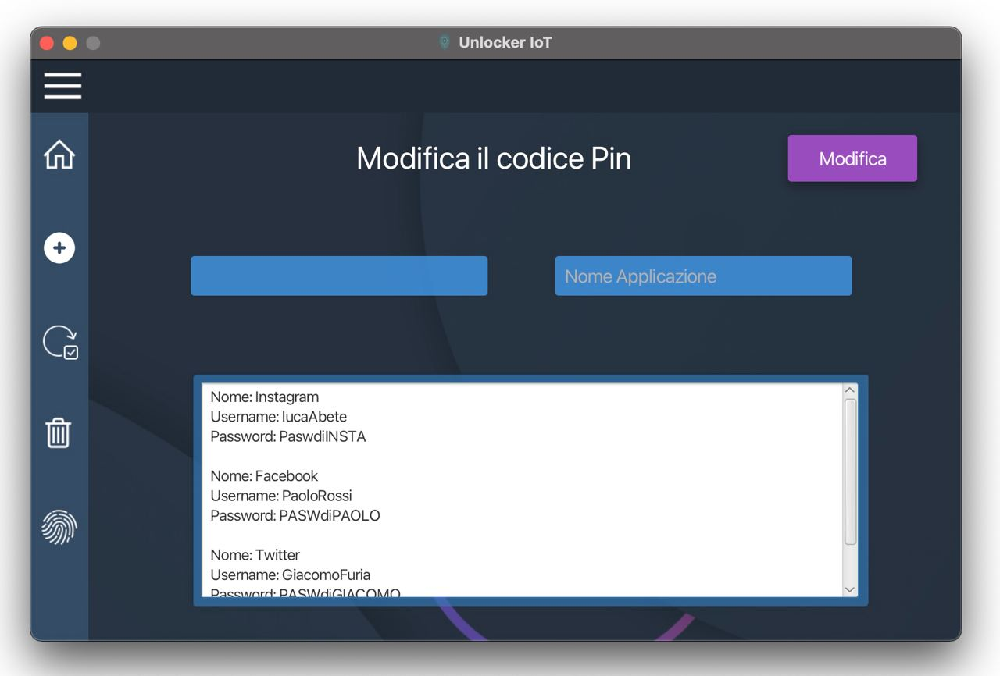 Unlocker IoT
Modifica il codice Pin
Modifica
Nome Applicazione
Nome: Instagram
Username: lucaAbete
Password: PaswdiINSTA
Nome: Facebook
Username: PaoloRossi
Password: PASWdiPAOLO
Nome: Twitter
Username: GiacomoFuria
Password: PASWdiGIACOMO